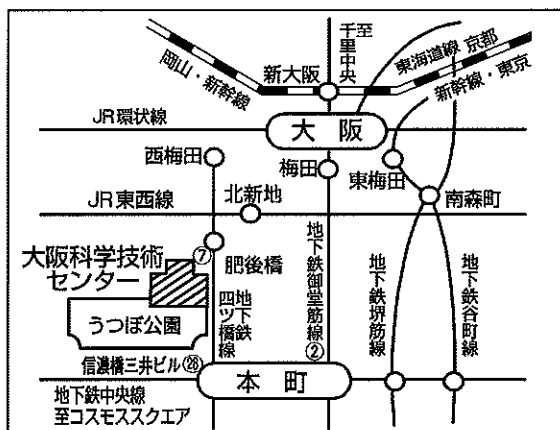 至
千里中央
岡山・新幹線
新大阪
東海道線 京都
新幹線・東京
JR環状線
大阪
西梅田
梅田
東梅田
北新地
南森町
JR東西線
大阪科学技術
センター
⑦
肥後橋
うつぼ公園
地下鉄
四ツ橋線
地下鉄御堂筋線
②
地下鉄堺筋線
地下鉄谷町線
信濃橋三井ビル㉘
本町
地下鉄中央線
至コスモススクエア